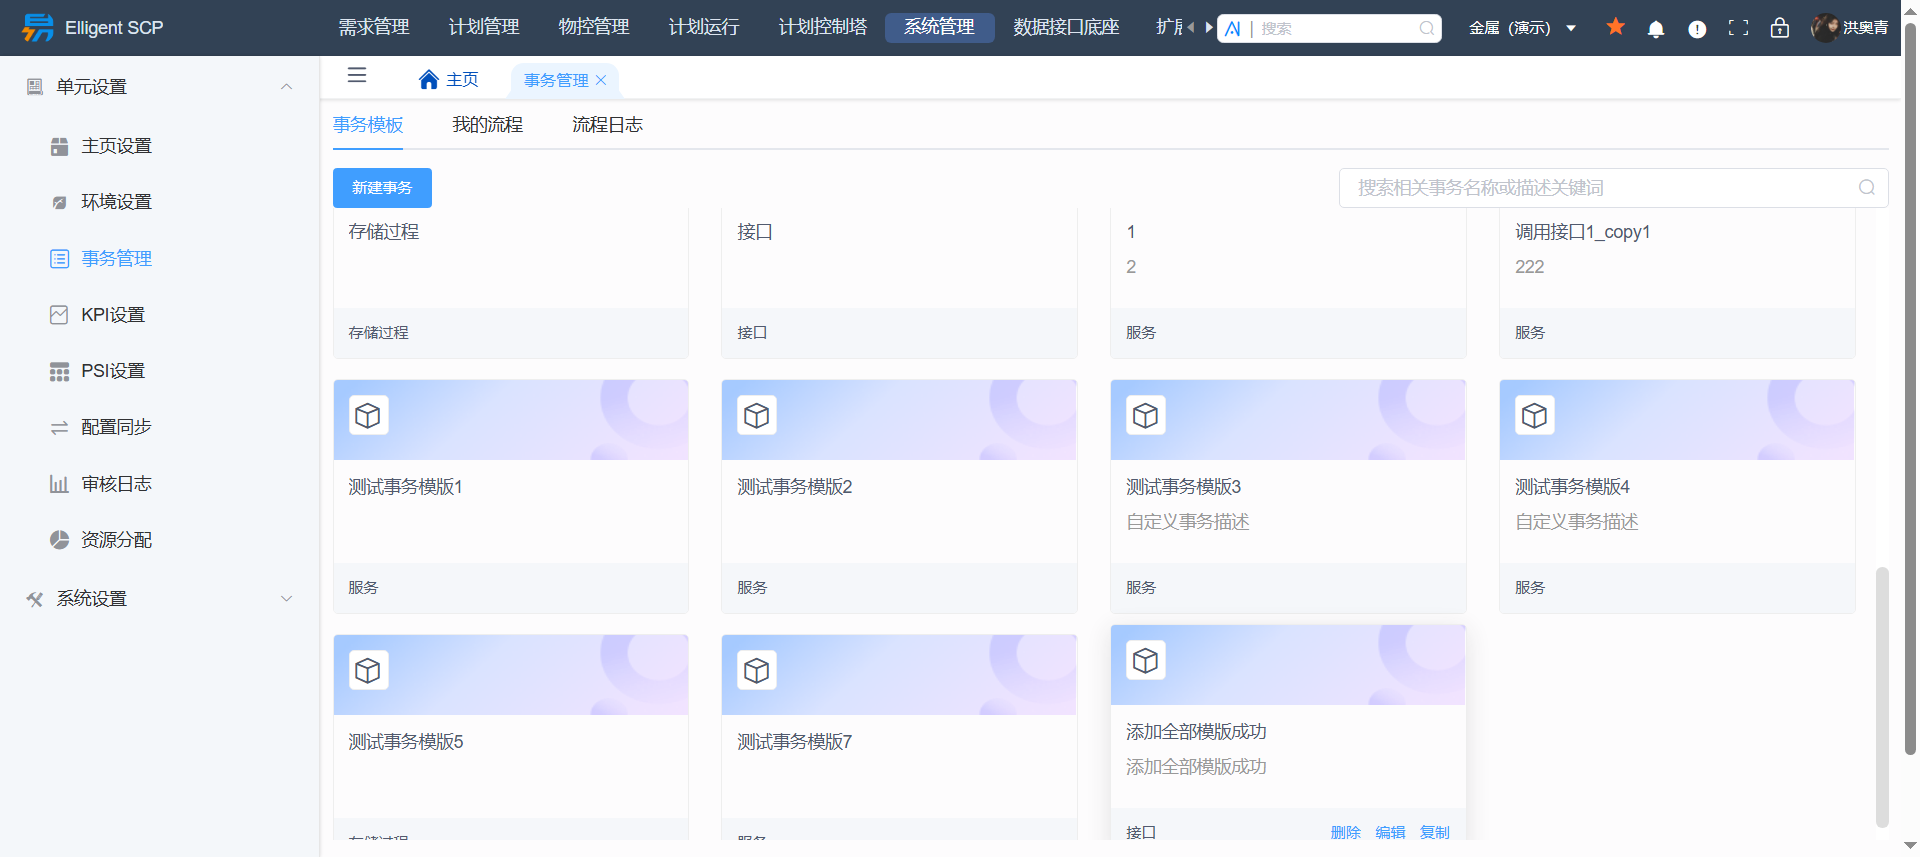 Elligent SCP
需求管理
计划管理
物控管理
计划运行
计划控制塔
系统管理
数据接口底座
AI | 搜索
金属（演示）
洪奥青
单元设置
主页设置
环境设置
事务管理
KPI设置
PSI设置
配置同步
审核日志
资源分配
系统设置
主页
事务管理
事务模板
我的流程
流程日志
新建事务
搜索相关事务名称或描述关键词
存储过程
存储过程
接口
接口
1
2
服务
调用接口1_copy1
222
服务
测试事务模版1
服务
测试事务模版2
服务
测试事务模版3
自定义事务描述
服务
测试事务模版4
自定义事务描述
服务
测试事务模版5
存储过程
测试事务模版7
服务
添加全部模版成功
添加全部模版成功
接口
删除 编辑 复制